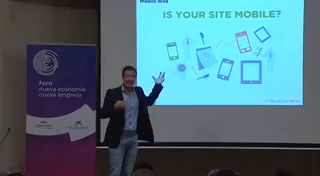 Mobile Web
IS YOUR SITE MOBILE?
Foro
nueva economía
nueva empresa